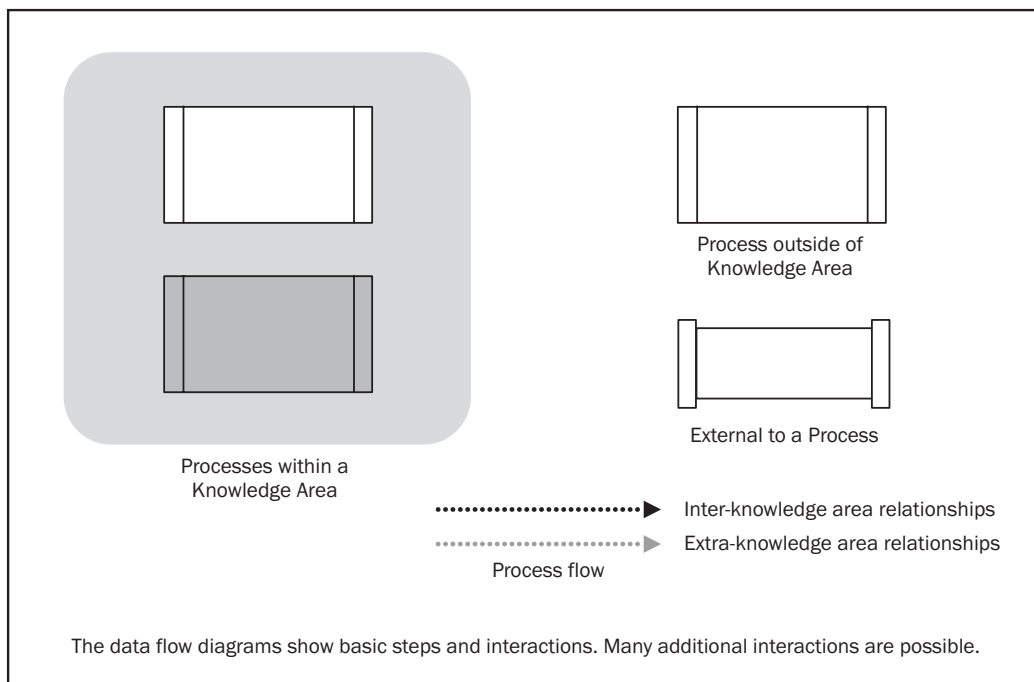 Process outside of
Knowledge Area
External to a Process
Processes within a
Knowledge Area
Inter-knowledge area relationships
Extra-knowledge area relationships
Process flow
The data flow diagrams show basic steps and interactions. Many additional interactions are possible.